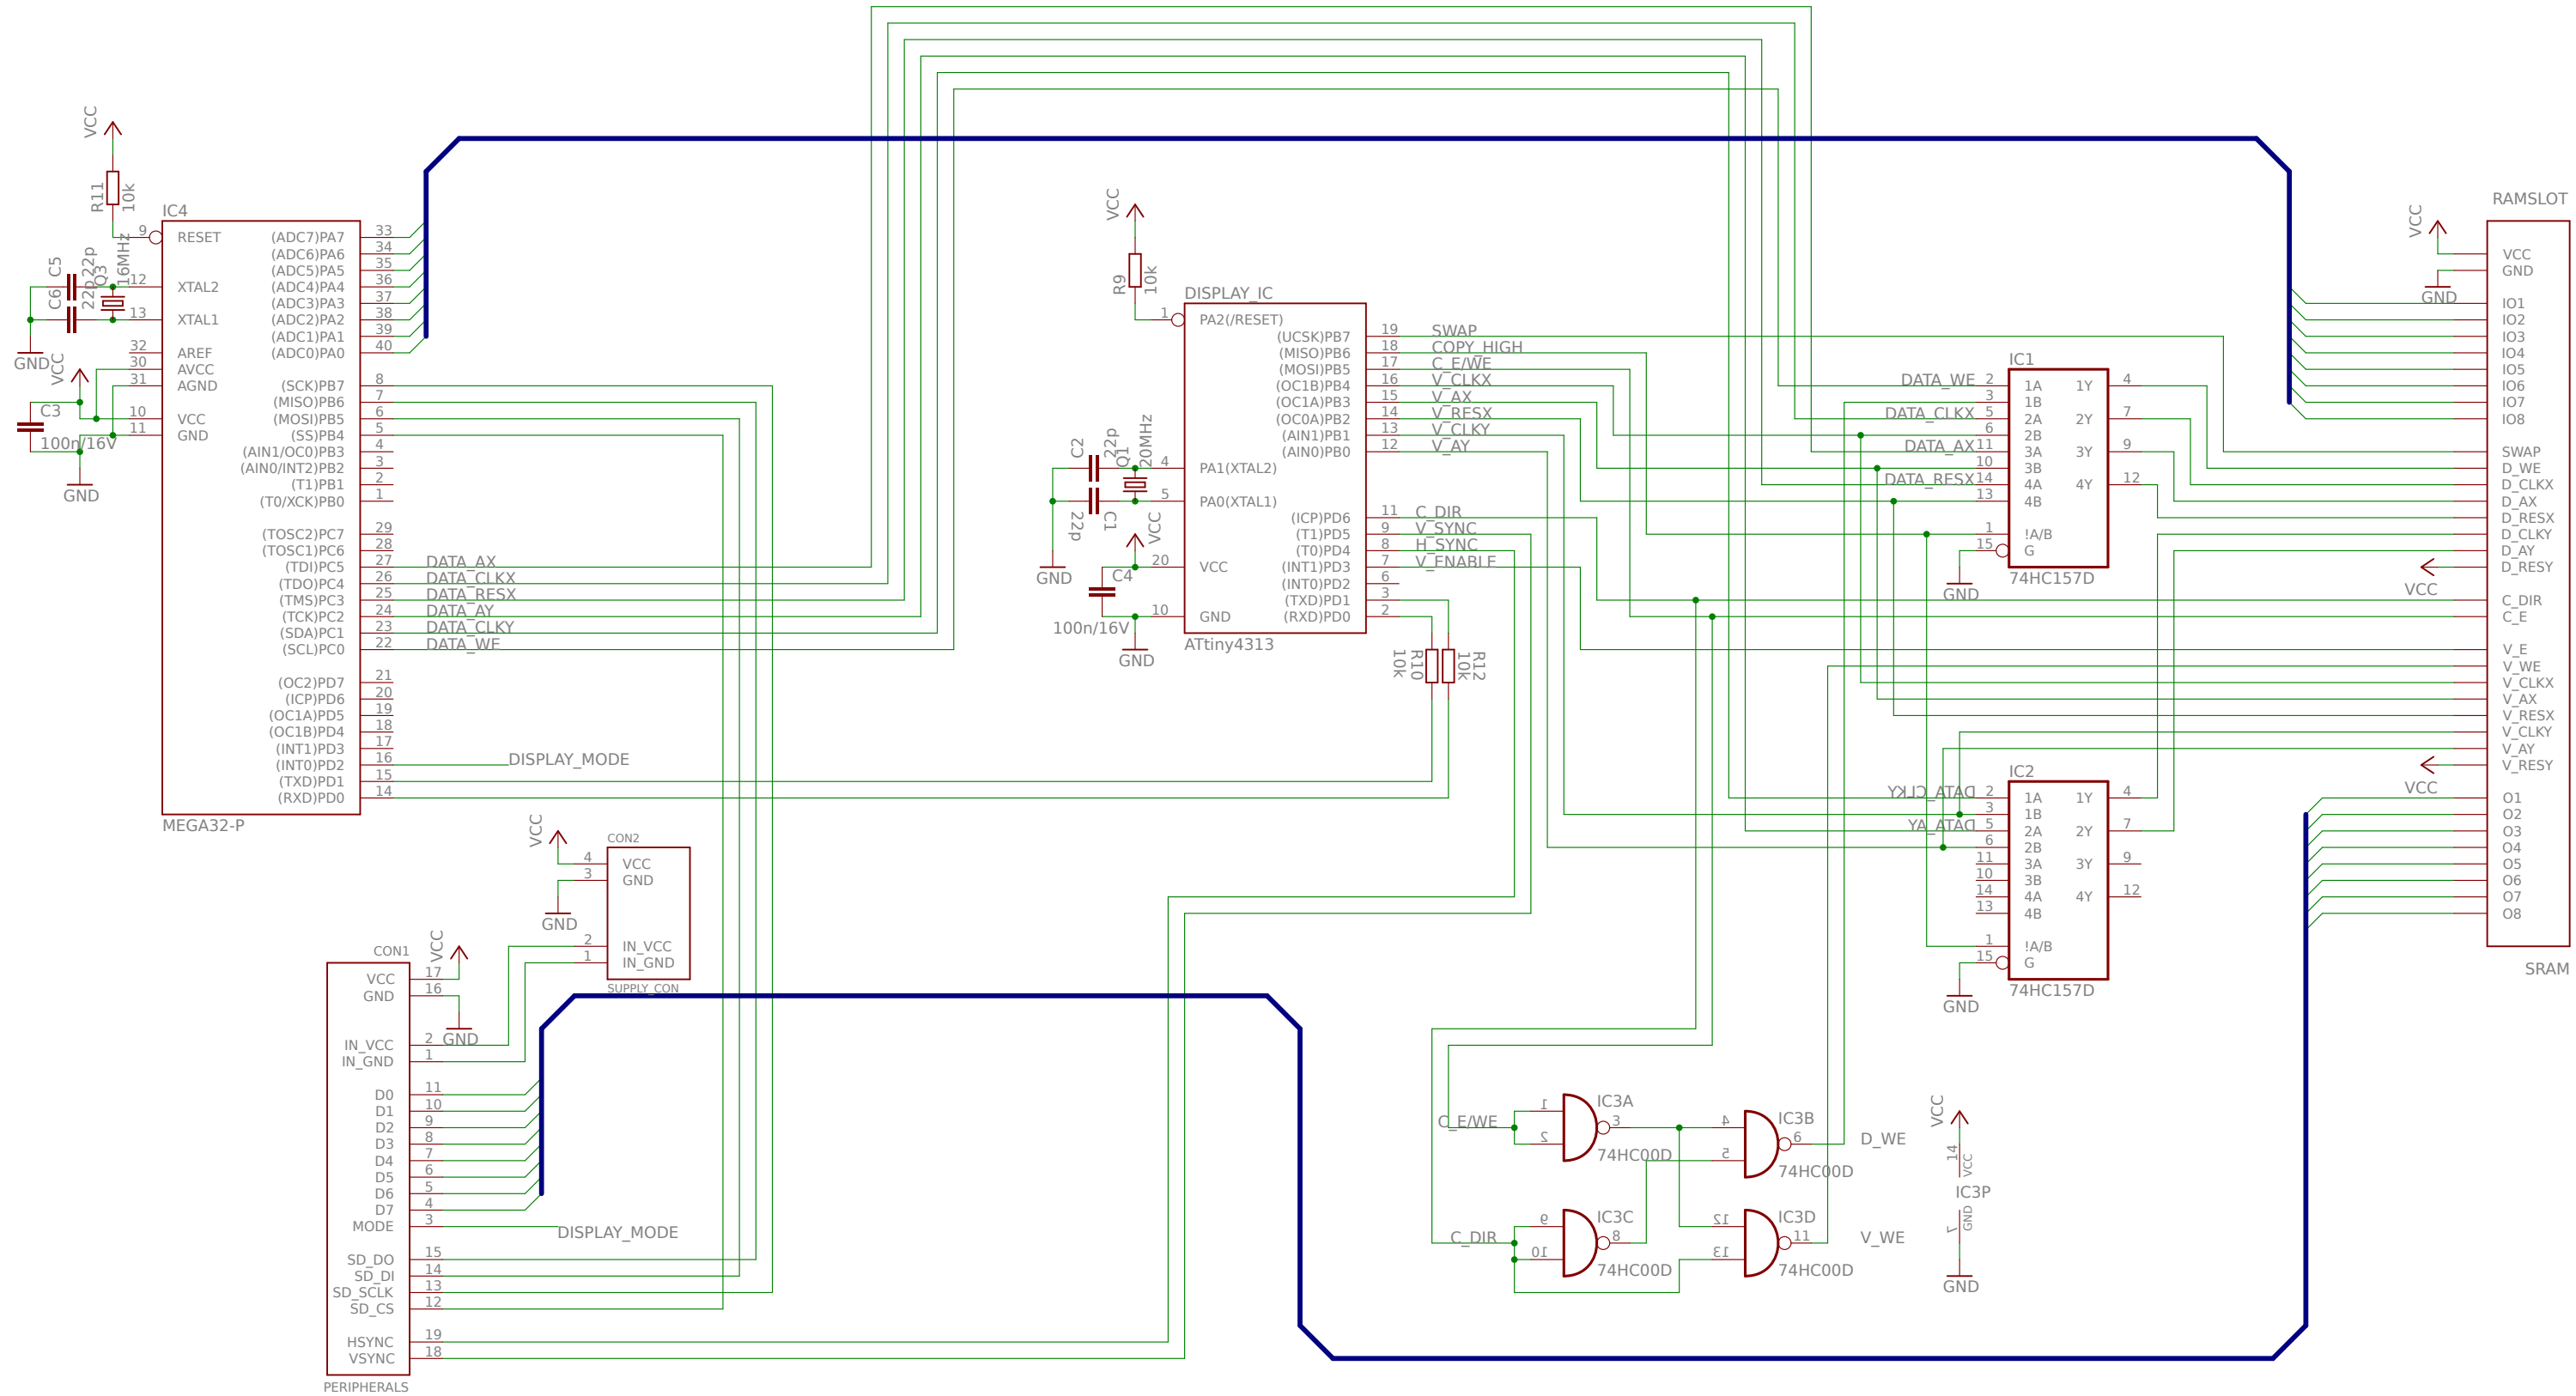 VCC
R11
10k
IC4
9 RESET
C5
22p
Q3
16MHz
12 XTAL2
C6
22p
13 XTAL1
GND
32 AREF
30 AVCC
31 AGND
VCC
10 VCC
11 GND
C3
100n/16V
GND
(ADC7)PA7 33
(ADC6)PA6 34
(ADC5)PA5 35
(ADC4)PA4 36
(ADC3)PA3 37
(ADC2)PA2 38
(ADC1)PA1 39
(ADC0)PA0 40
(SCK)PB7 8
(MISO)PB6 7
(MOSI)PB5 6
(SS)PB4 5
(AIN1/OC0)PB3 4
(AIN0/INT2)PB2 3
(T1)PB1 2
(T0/XCK)PB0 1
(TOSC2)PC7 29
(TOSC1)PC6 28
(TDI)PC5 27 DATA_AX
(TDO)PC4 26 DATA_CLKX
(TMS)PC3 25 DATA_RESX
(TCK)PC2 24 DATA_AY
(SDA)PC1 23 DATA_CLKY
(SCL)PC0 22 DATA_WE
(OC2)PD7 21
(ICP)PD6 20
(OC1A)PD5 19
(OC1B)PD4 18
(INT1)PD3 17
(INT0)PD2 16 DISPLAY_MODE
(TXD)PD1 15
(RXD)PD0 14
MEGA32-P
VCC
R9
10k
DISPLAY_IC
1 PA2(/RESET)
C2
22p
Q1
20MHz
4 PA1(XTAL2)
5 PA0(XTAL1)
C1
22p
GND
VCC
20 VCC
C4
100n/16V
10 GND
GND
(UCSK)PB7 19 SWAP
(MISO)PB6 18 COPY_HIGH
(MOSI)PB5 17 C_E/WE
(OC1B)PB4 16 V_CLKX
(OC1A)PB3 15 V_AX
(OC0A)PB2 14 V_RESX
(AIN1)PB1 13 V_CLKY
(AIN0)PB0 12 V_AY
(ICP)PD6 11 C_DIR
(T1)PD5 9 V_SYNC
(T0)PD4 8 H_SYNC
(INT1)PD3 7 V_ENABLE
(INT0)PD2 6
(TXD)PD1 3
(RXD)PD0 2
ATtiny4313
R10
10k
R12
10k
IC1
DATA_WE 2 1A 1Y 4
3 1B
DATA_CLKX 5 2A 2Y 7
6 2B
DATA_AX 11 3A 3Y 9
10 3B
DATA_RESX 14 4A 4Y 12
13 4B
1 !A/B
15 G
GND
74HC157D
IC2
DATA_CLKY 2 1A 1Y 4
3 1B
DATA_AY 5 2A 2Y 7
6 2B
11 3A 3Y 9
10 3B
14 4A 4Y 12
13 4B
1 !A/B
15 G
GND
74HC157D
RAMSLOT
VCC
VCC
GND
GND
IO1
IO2
IO3
IO4
IO5
IO6
IO7
IO8
SWAP
D_WE
D_CLKX
D_AX
D_RESX
D_CLKY
D_AY
D_RESY
VCC
C_DIR
C_E
V_E
V_WE
V_CLKX
V_AX
V_RESX
V_CLKY
V_AY
V_RESY
VCC
O1
O2
O3
O4
O5
O6
O7
O8
SRAM
VCC
CON2
4 VCC
3 GND
GND
2 IN_VCC
1 IN_GND
SUPPLY_CON
CON1
VCC
VCC 17
GND 16
GND
IN_VCC 2
IN_GND 1
D0 11
D1 10
D2 9
D3 8
D4 7
D5 6
D6 5
D7 4
MODE 3
DISPLAY_MODE
SD_DO 15
SD_DI 14
SD_SCLK 13
SD_CS 12
HSYNC 19
VSYNC 18
PERIPHERALS
C_E/WE
1
2
IC3A
3
74HC00D
4
5
IC3B
6
74HC00D
D_WE
C_DIR
9
10
IC3C
8
74HC00D
12
13
IC3D
11
74HC00D
V_WE
VCC
14
VCC
IC3P
GND
7
GND